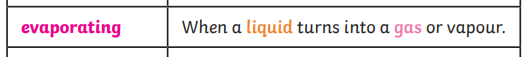 evaporating When a liquid turns into a gas or vapour.